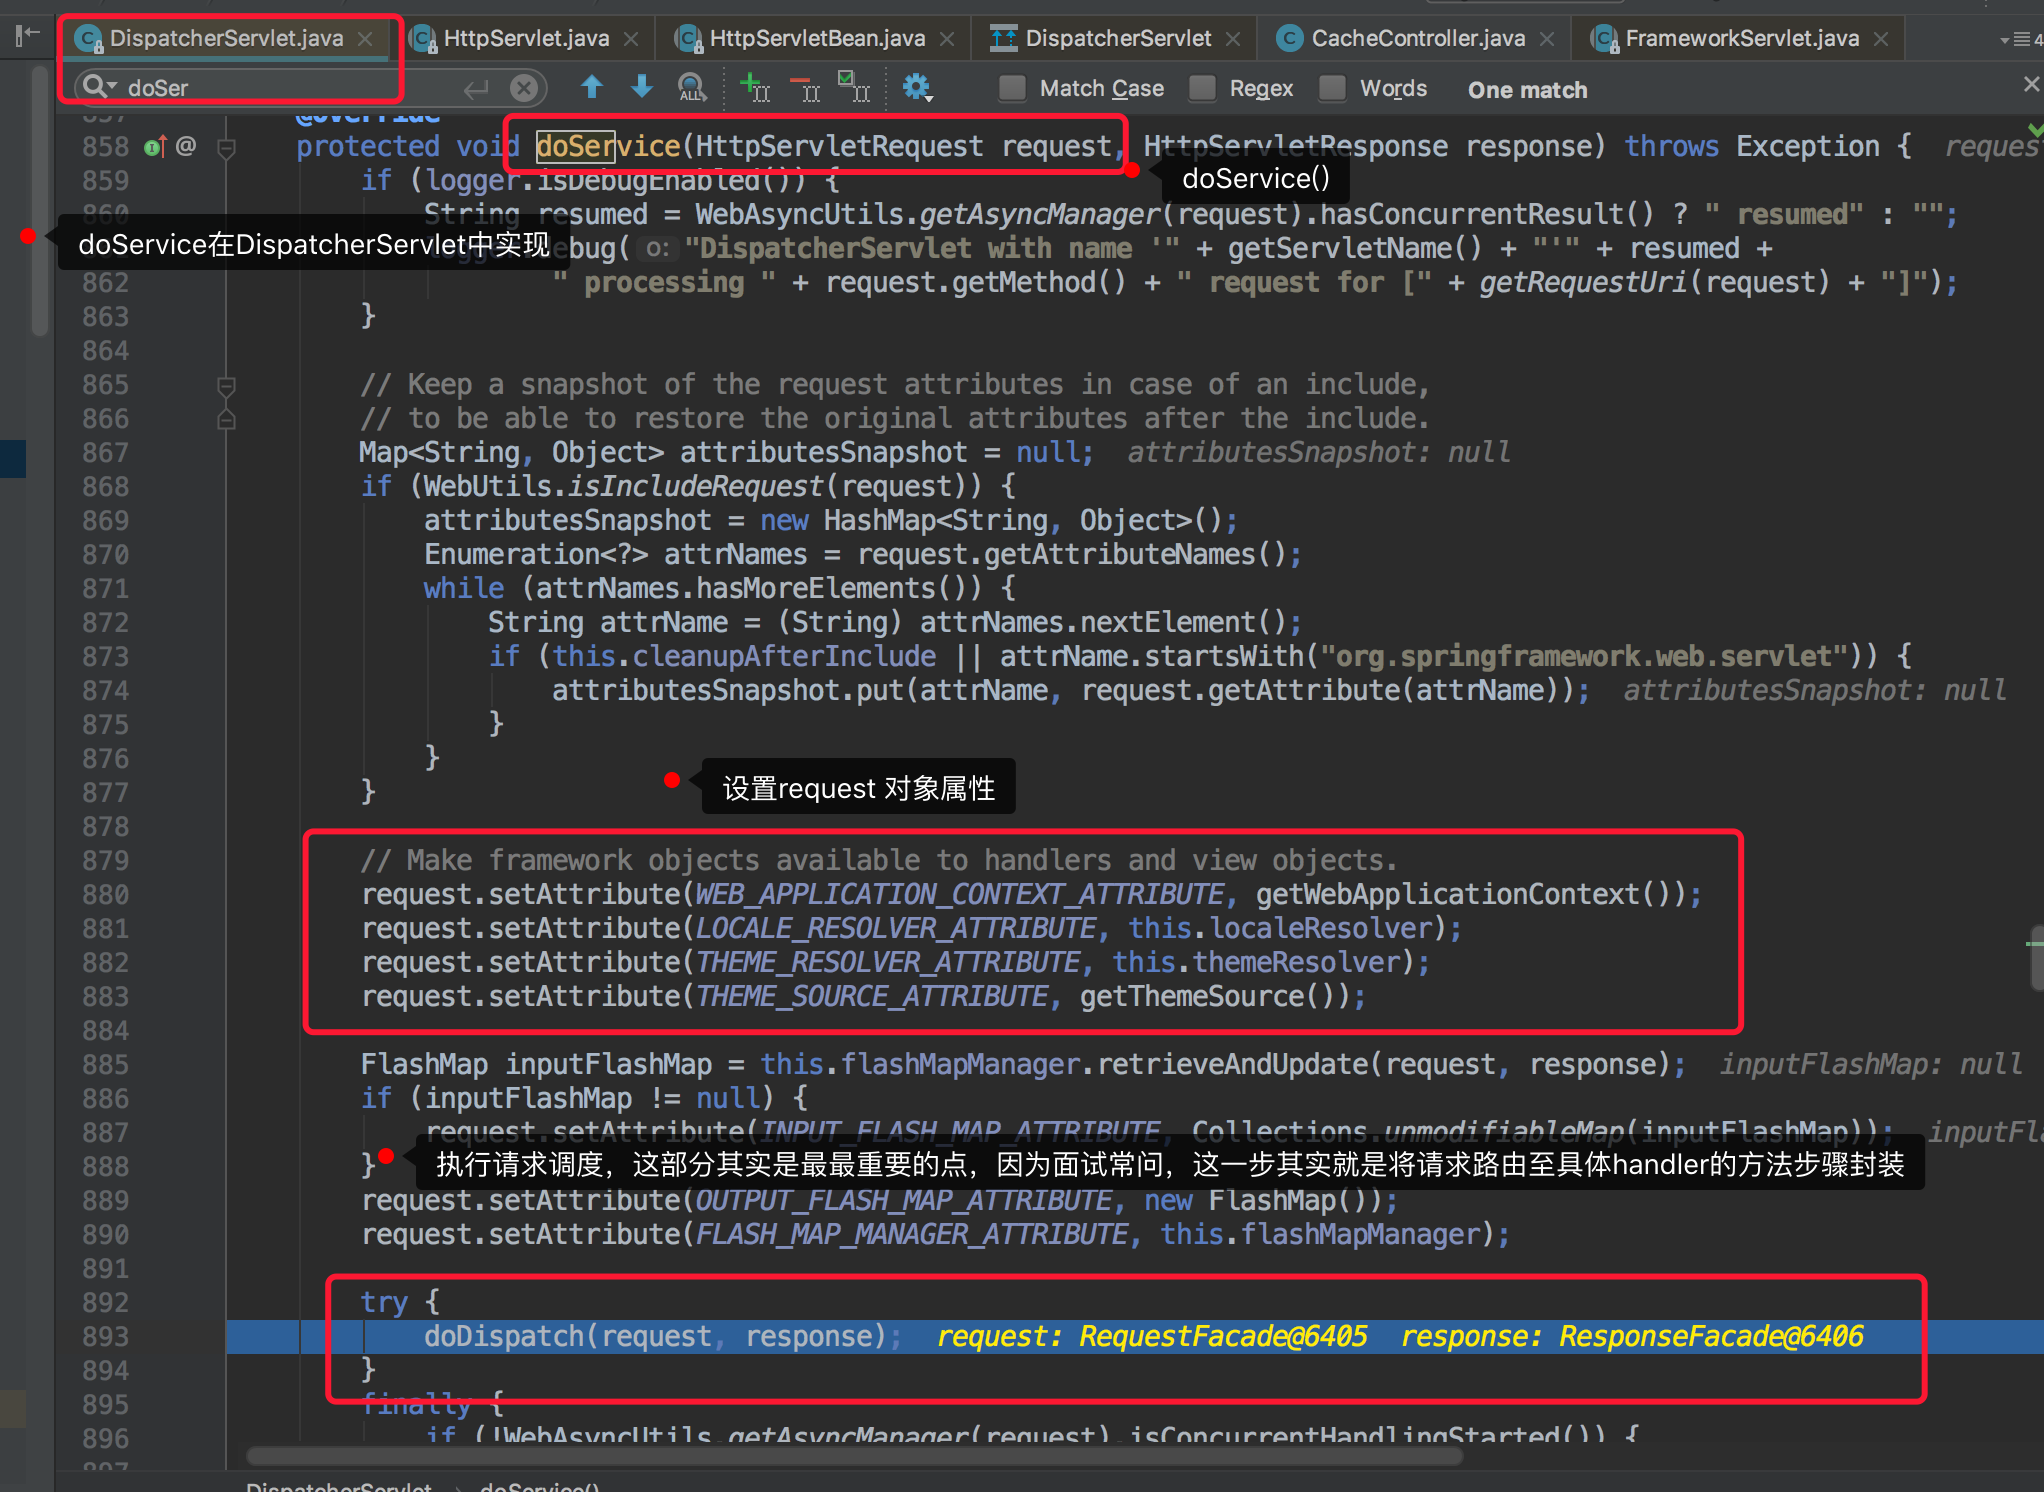 DispatcherServlet.java HttpServlet.java HttpServletBean.java DispatcherServlet CacheController.java FrameworkServlet.java
doSer Match Case Regex Words One match
@Override
858 protected void doService(HttpServletRequest request, HttpServletResponse response) throws Exception { reques
doService()
859 if (logger.isDebugEnabled()) {
860 String resumed = WebAsyncUtils.getAsyncManager(request).hasConcurrentResult() ? " resumed" : "";
doService在DispatcherServlet中实现
debug( o: "DispatcherServlet with name '" + getServletName() + "'" + resumed +
862 " processing " + request.getMethod() + " request for [" + getRequestUri(request) + "]");
863 }
864
865 // Keep a snapshot of the request attributes in case of an include,
866 // to be able to restore the original attributes after the include.
867 Map<String, Object> attributesSnapshot = null; attributesSnapshot: null
868 if (WebUtils.isIncludeRequest(request)) {
869 attributesSnapshot = new HashMap<String, Object>();
870 Enumeration<?> attrNames = request.getAttributeNames();
871 while (attrNames.hasMoreElements()) {
872 String attrName = (String) attrNames.nextElement();
873 if (this.cleanupAfterInclude || attrName.startsWith("org.springframework.web.servlet")) {
874 attributesSnapshot.put(attrName, request.getAttribute(attrName)); attributesSnapshot: null
875 }
876 }
设置request 对象属性
877 }
878
879 // Make framework objects available to handlers and view objects.
880 request.setAttribute(WEB_APPLICATION_CONTEXT_ATTRIBUTE, getWebApplicationContext());
881 request.setAttribute(LOCALE_RESOLVER_ATTRIBUTE, this.localeResolver);
882 request.setAttribute(THEME_RESOLVER_ATTRIBUTE, this.themeResolver);
883 request.setAttribute(THEME_SOURCE_ATTRIBUTE, getThemeSource());
884
885 FlashMap inputFlashMap = this.flashMapManager.retrieveAndUpdate(request, response); inputFlashMap: null
886 if (inputFlashMap != null) {
887 request.setAttribute(INPUT_FLASH_MAP_ATTRIBUTE, Collections.unmodifiableMap(inputFlashMap)); inputFla
888 }
执行请求调度，这部分其实是最最重要的点，因为面试常问，这一步其实就是将请求路由至具体handler的方法步骤封装
889 request.setAttribute(OUTPUT_FLASH_MAP_ATTRIBUTE, new FlashMap());
890 request.setAttribute(FLASH_MAP_MANAGER_ATTRIBUTE, this.flashMapManager);
891
892 try {
893 doDispatch(request, response); request: RequestFacade@6405 response: ResponseFacade@6406
894 }
895 finally {
896 if (!WebAsyncUtils.getAsyncManager(request).isConcurrentHandlingStarted()) {
897
DispatcherServlet › doService()